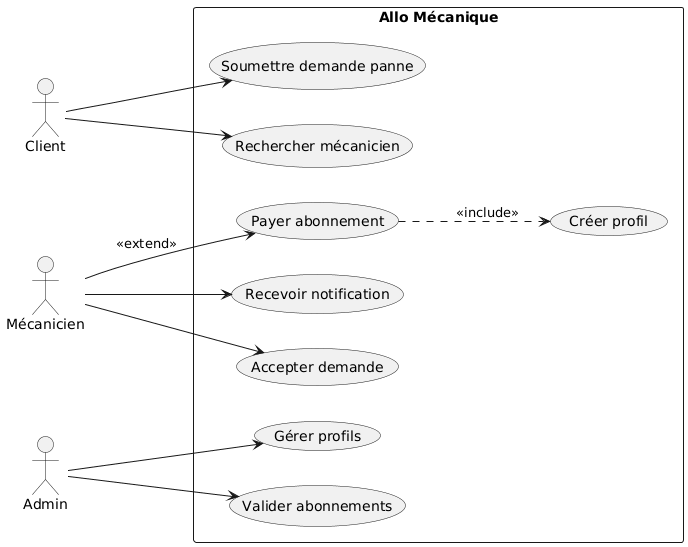 Allo Mécanique
Soumettre demande panne
Rechercher mécanicien
Client
Payer abonnement
«include»
Créer profil
«extend»
Recevoir notification
Mécanicien
Accepter demande
Gérer profils
Admin
Valider abonnements